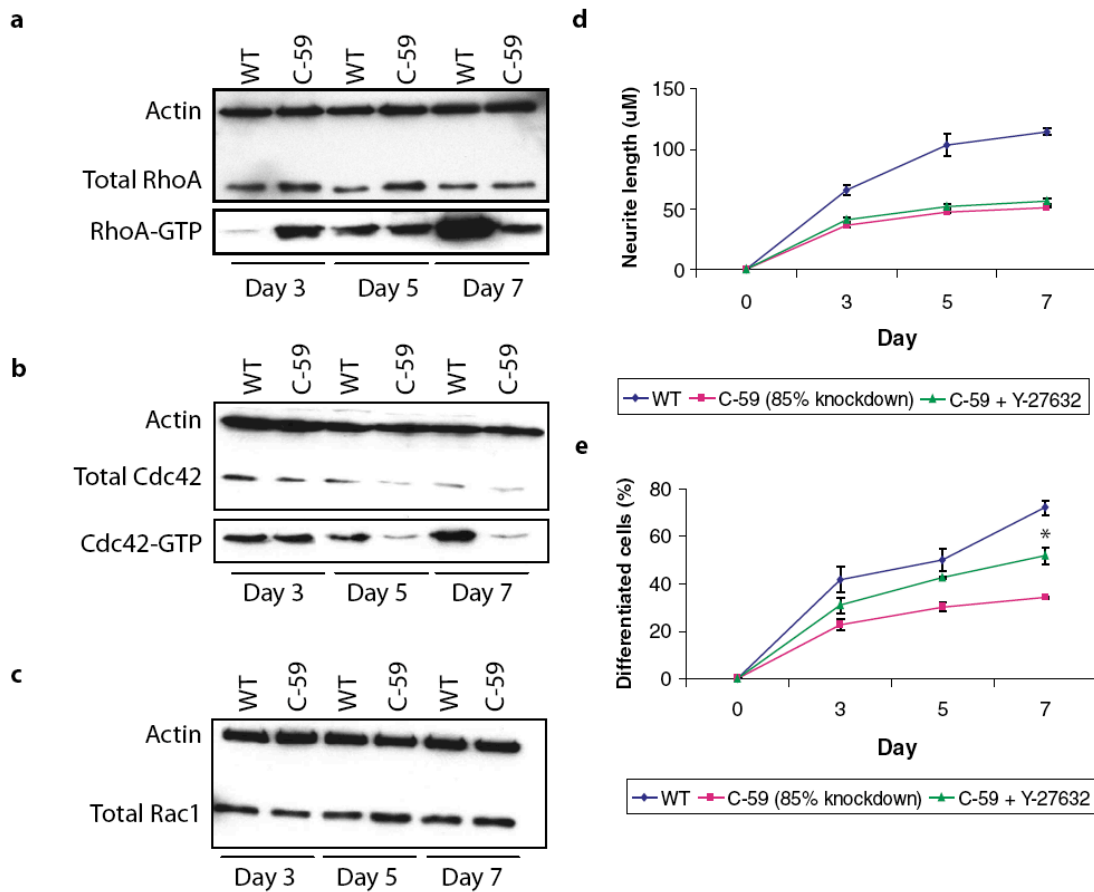 a
WT C-59 WT C-59 WT C-59
Actin
Total RhoA
RhoA-GTP
Day 3 Day 5 Day 7
b
WT C-59 WT C-59 WT C-59
Actin
Total Cdc42
Cdc42-GTP
Day 3 Day 5 Day 7
c
WT C-59 WT C-59 WT C-59
Actin
Total Rac1
Day 3 Day 5 Day 7
d
Neurite length (uM)
150
100
50
0
0 3 5 7
Day
WT C-59 (85% knockdown) C-59 + Y-27632
e
Differentiated cells (%)
80
60
40
20
0
*
0 3 5 7
Day
WT C-59 (85% knockdown) C-59 + Y-27632